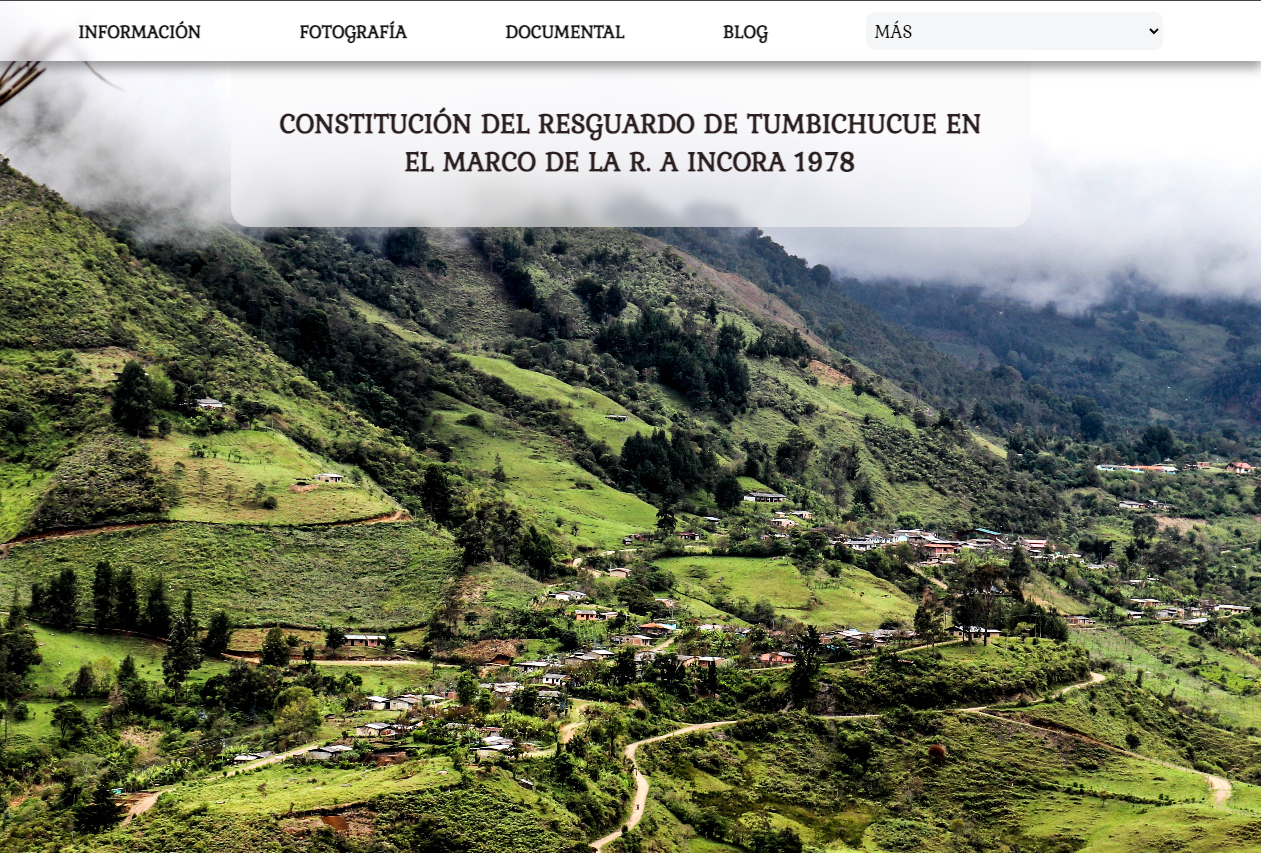 INFORMACIÓN FOTOGRAFÍA DOCUMENTAL BLOG MÁS
CONSTITUCIÓN DEL RESGUARDO DE TUMBICHUCUE EN
EL MARCO DE LA R. A INCORA 1978